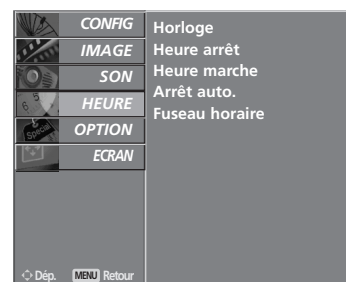 CONFIG
IMAGE
SON
HEURE
OPTION
ECRAN
Horloge
Heure arrêt
Heure marche
Arrêt auto.
Fuseau horaire
Dép. MENU Retour